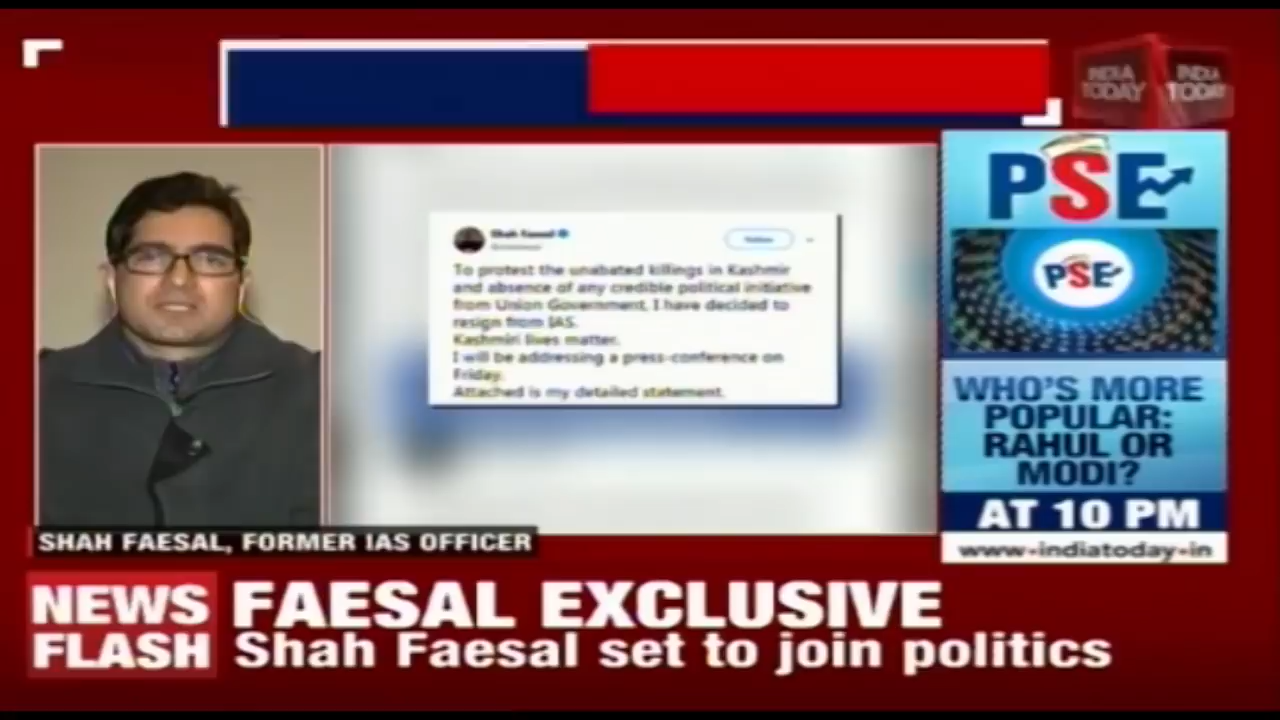 INDIA TODAY
INDIA TODAY
PSE
PSE
WHO'S MORE
POPULAR:
RAHUL OR
MODI?
AT 10 PM
www.indiatoday.in
Shah Faesal
Follow
To protest the unabated killings in Kashmir
and absence of any credible political initiative
from Union Government, I have decided to
resign from IAS.
Kashmiri lives matter.
I will be addressing a press-conference on
Friday.
Attached is my detailed statement.
SHAH FAESAL, FORMER IAS OFFICER
NEWS
FLASH
FAESAL EXCLUSIVE
Shah Faesal set to join politics